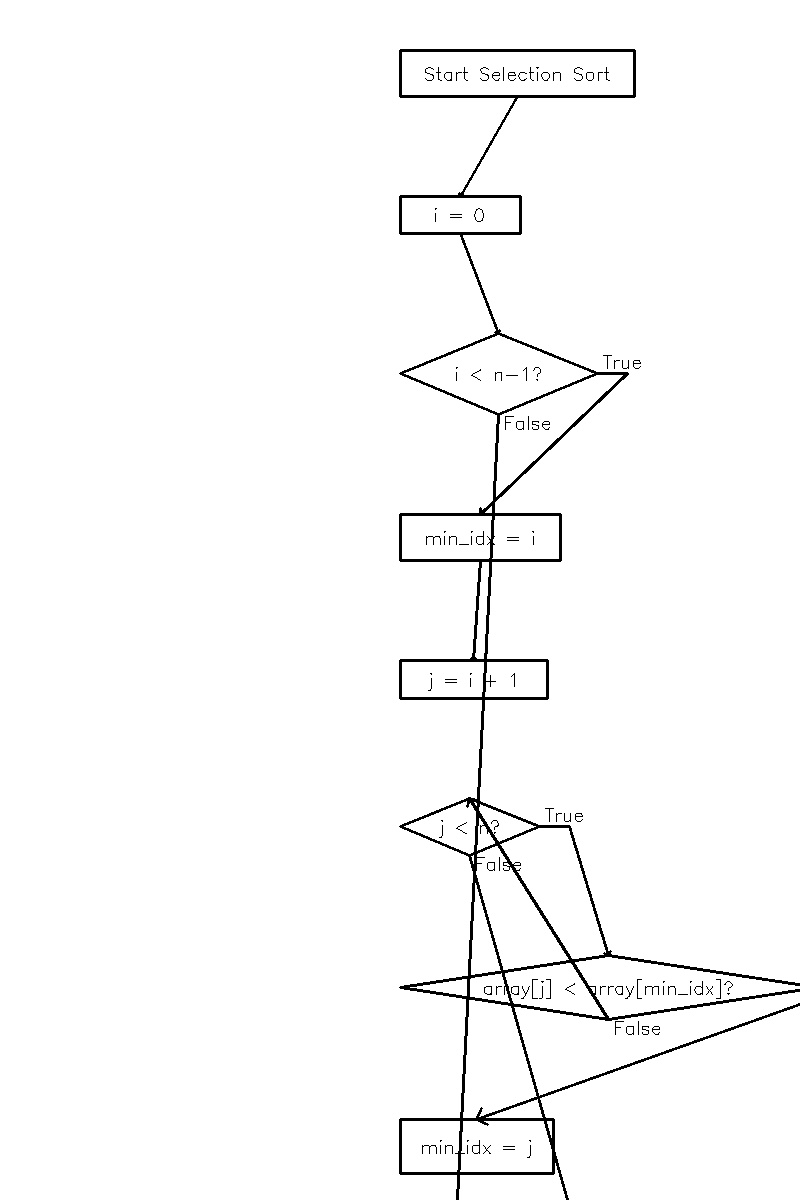 Start Selection Sort
i = 0
i < n-1?
True
False
min_idx = i
j = i + 1
j < n?
True
False
array[j] < array[min_idx]?
False
min_idx = j